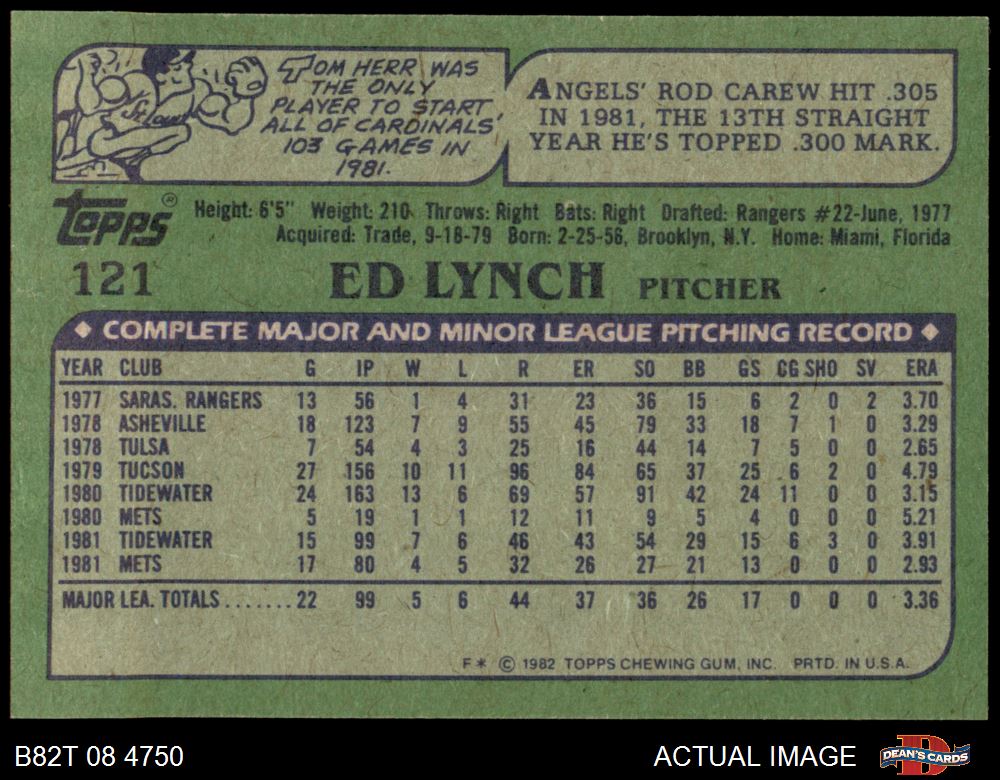 TOM HERR WAS
THE ONLY
PLAYER TO START
ALL OF CARDINALS'
103 GAMES IN
1981.
St. Louis
ANGELS' ROD CAREW HIT .305
IN 1981, THE 13TH STRAIGHT
YEAR HE'S TOPPED .300 MARK.
Topps®
Height: 6'5" Weight: 210 Throws: Right Bats: Right Drafted: Rangers #22-June, 1977
Acquired: Trade, 9-18-79 Born: 2-25-56, Brooklyn, N.Y. Home: Miami, Florida
121 ED LYNCH PITCHER
◆ COMPLETE MAJOR AND MINOR LEAGUE PITCHING RECORD ◆
YEAR CLUB G IP W L R ER SO BB GS CG SHO SV ERA
1977 SARAS. RANGERS 13 56 1 4 31 23 36 15 6 2 0 2 3.70
1978 ASHEVILLE 18 123 7 9 55 45 79 33 18 7 1 0 3.29
1978 TULSA 7 54 4 3 25 16 44 14 7 5 0 0 2.65
1979 TUCSON 27 156 10 11 96 84 65 37 25 6 2 0 4.79
1980 TIDEWATER 24 163 13 6 69 57 91 42 24 11 0 0 3.15
1980 METS 5 19 1 1 12 11 9 5 4 0 0 0 5.21
1981 TIDEWATER 15 99 7 6 46 43 54 29 15 6 3 0 3.91
1981 METS 17 80 4 5 32 26 27 21 13 0 0 0 2.93
MAJOR LEA. TOTALS.......22 99 5 6 44 37 36 26 17 0 0 0 3.36
F* © 1982 TOPPS CHEWING GUM, INC. PRTD. IN U.S.A.
B82T 08 4750
ACTUAL IMAGE
D
DEAN'S CARDS